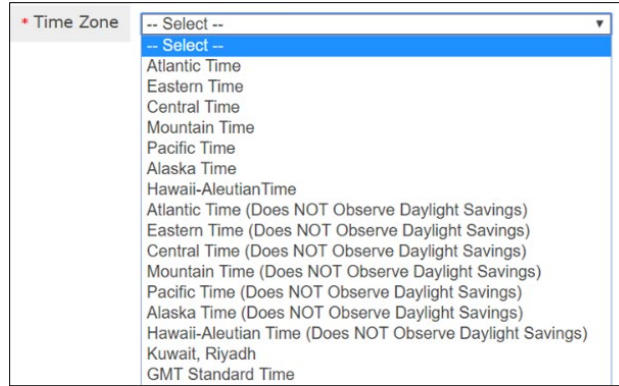 * Time Zone
-- Select --
-- Select --
Atlantic Time
Eastern Time
Central Time
Mountain Time
Pacific Time
Alaska Time
Hawaii-AleutianTime
Atlantic Time (Does NOT Observe Daylight Savings)
Eastern Time (Does NOT Observe Daylight Savings)
Central Time (Does NOT Observe Daylight Savings)
Mountain Time (Does NOT Observe Daylight Savings)
Pacific Time (Does NOT Observe Daylight Savings)
Alaska Time (Does NOT Observe Daylight Savings)
Hawaii-Aleutian Time (Does NOT Observe Daylight Savings)
Kuwait, Riyadh
GMT Standard Time